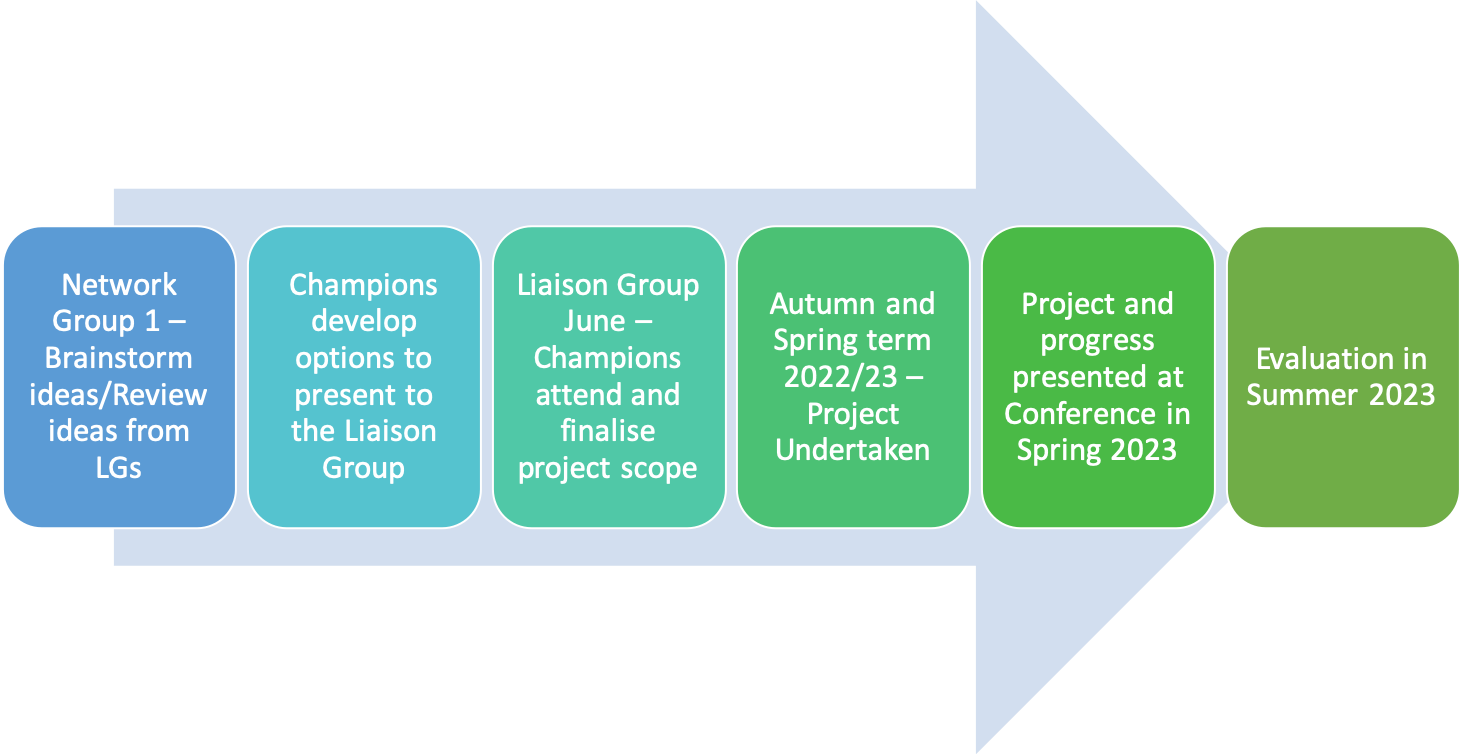 Network
Group 1 –
Brainstorm
ideas/Review
ideas from
LGs
Champions
develop
options to
present to
the Liaison
Group
Liaison Group
June –
Champions
attend and
finalise
project scope
Autumn and
Spring term
2022/23 –
Project
Undertaken
Project and
progress
presented at
Conference in
Spring 2023
Evaluation in
Summer 2023